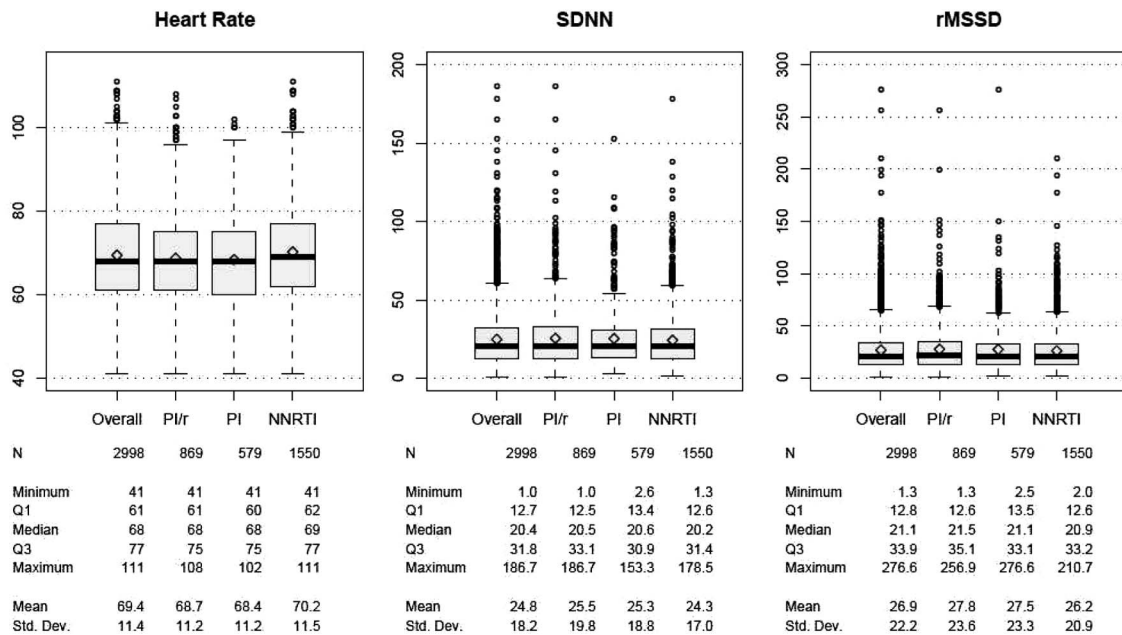 Heart Rate
SDNN
rMSSD
100
80
60
40
200
150
100
50
0
300
250
200
150
100
50
0
Overall PI/r PI NNRTI
Overall PI/r PI NNRTI
Overall PI/r PI NNRTI
N 2998 869 579 1550
Minimum 41 41 41 41
Q1 61 61 60 62
Median 68 68 68 69
Q3 77 75 75 77
Maximum 111 108 102 111
Mean 69.4 68.7 68.4 70.2
Std. Dev. 11.4 11.2 11.2 11.5
N 2998 869 579 1550
Minimum 1.0 1.0 2.6 1.3
Q1 12.7 12.5 13.4 12.6
Median 20.4 20.5 20.6 20.2
Q3 31.8 33.1 30.9 31.4
Maximum 186.7 186.7 153.3 178.5
Mean 24.8 25.5 25.3 24.3
Std. Dev. 18.2 19.8 18.8 17.0
N 2998 869 579 1550
Minimum 1.3 1.3 2.5 2.0
Q1 12.8 12.6 13.5 12.6
Median 21.1 21.5 21.1 20.9
Q3 33.9 35.1 33.1 33.2
Maximum 276.6 256.9 276.6 210.7
Mean 26.9 27.8 27.5 26.2
Std. Dev. 22.2 23.6 23.3 20.9